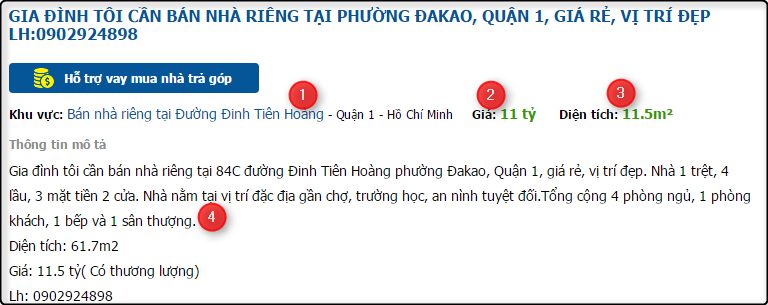 GIA ĐÌNH TÔI CẦN BÁN NHÀ RIÊNG TẠI PHƯỜNG ĐAKAO, QUẬN 1, GIÁ RẺ, VỊ TRÍ ĐẸP
LH:0902924898
Hỗ trợ vay mua nhà trả góp
1 2 3
Khu vực: Bán nhà riêng tại Đường Đinh Tiên Hoàng - Quận 1 - Hồ Chí Minh Giá: 11 tỷ Diện tích: 11.5m²
Thông tin mô tả
Gia đình tôi cần bán nhà riêng tại 84C đường Đinh Tiên Hoàng phường Đakao, Quận 1, giá rẻ, vị trí đẹp. Nhà 1 trệt, 4
lầu, 3 mặt tiền 2 cửa. Nhà nằm tại vị trí đặc địa gần chợ, trường học, an nình tuyệt đối.Tổng cộng 4 phòng ngủ, 1 phòng
khách, 1 bếp và 1 sân thượng. 4
Diện tích: 61.7m2
Giá: 11.5 tỷ( Có thương lượng)
Lh: 0902924898